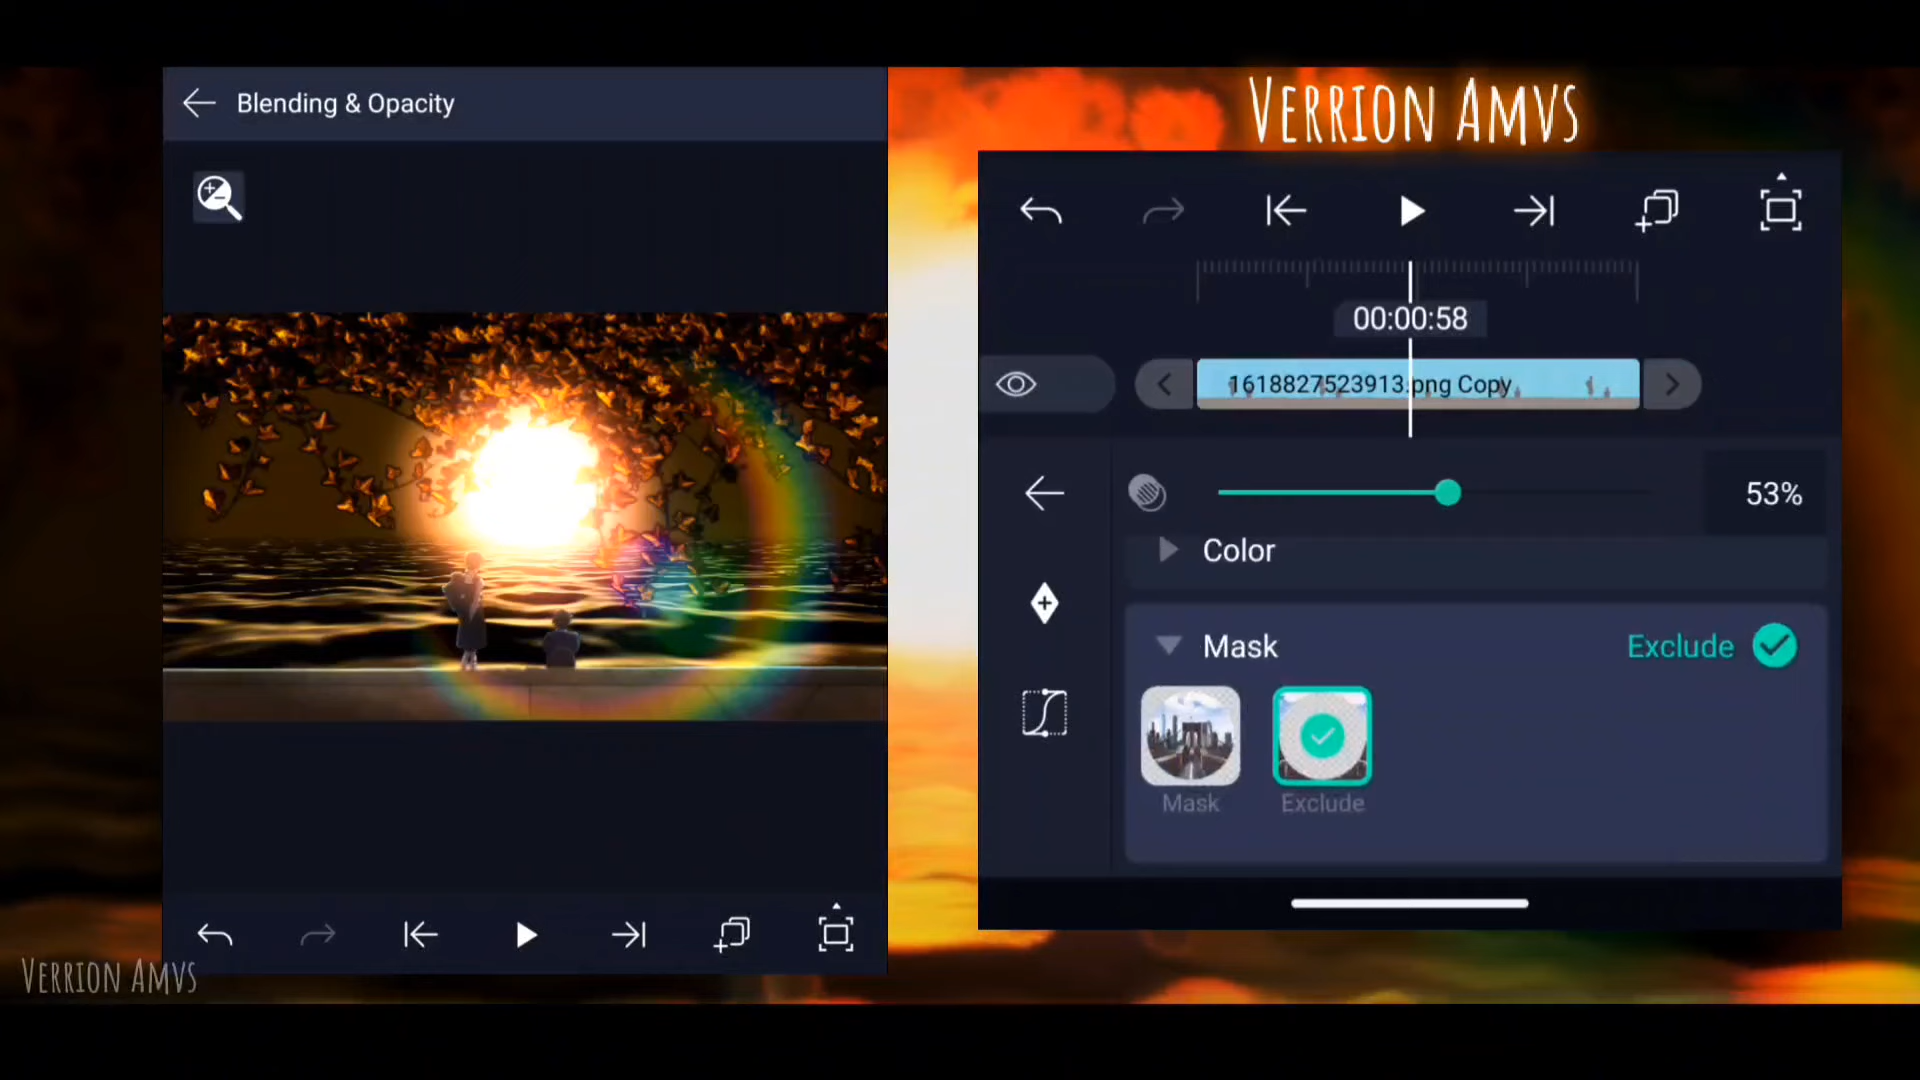 Blending & Opacity
VERRION AMVS
00:00:58
1618827523913.png Copy
53%
Color
Mask
Exclude
Mask
Exclude
VERRION AMVS